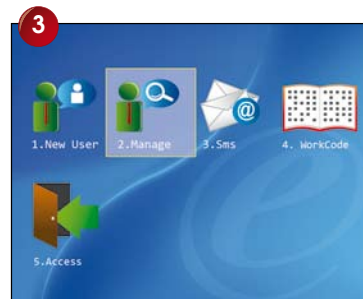 3
1.New User
2.Manage
3.Sms
4. WorkCode
5.Access